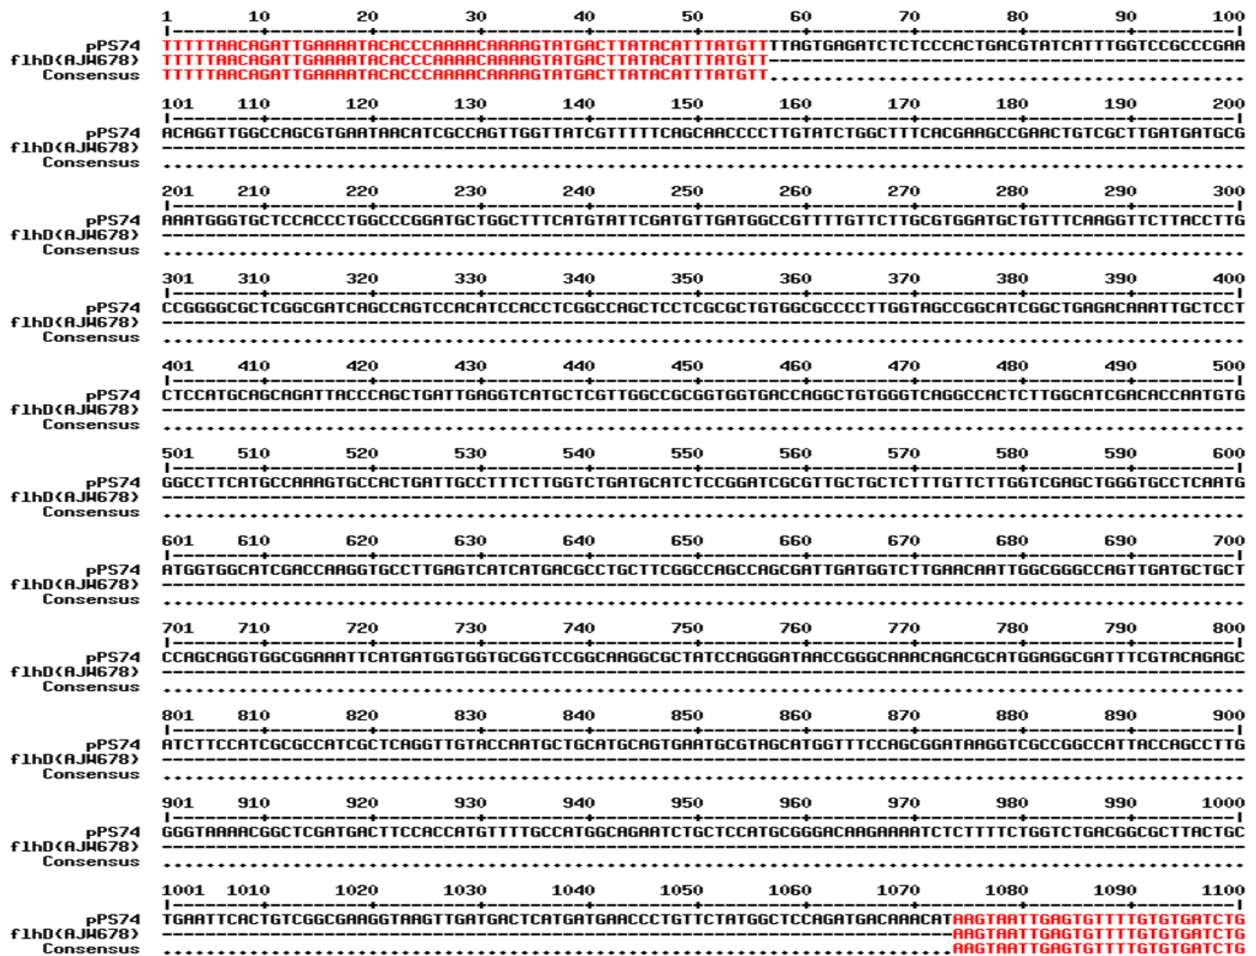 1 10 20 30 40 50 60 70 80 90 100
|--------+---------+---------+---------+---------+---------+---------+---------+---------+---------|
pPS74 TTTTTAACAGATTGAAAATACACCCAAAACAAAAGTATGACTTATACATTTATGTTTTAGTGAGATCTCTCCCACTGACGTATCATTTGGTCCGCCCGAA
flhD(AJW678) TTTTTAACAGATTGAAAATACACCCAAAACAAAAGTATGACTTATACATTTATGTT--------------------------------------------
Consensus TTTTTAACAGATTGAAAATACACCCAAAACAAAAGTATGACTTATACATTTATGTT............................................
101 110 120 130 140 150 160 170 180 190 200
|--------+---------+---------+---------+---------+---------+---------+---------+---------+---------|
pPS74 ACAGGTTGGCCAGCGTGAATAACATCGCCAGTTGGTTATCGTTTTTCAGCAACCCCTTGTATCTGGCTTTCACGAAGCCGAACTGTCGCTTGATGATGCG
flhD(AJW678) ----------------------------------------------------------------------------------------------------
Consensus ....................................................................................................
201 210 220 230 240 250 260 270 280 290 300
|--------+---------+---------+---------+---------+---------+---------+---------+---------+---------|
pPS74 AAATGGGTGCTCCACCCTGGCCCGGATGCTGGCTTTCATGTATTCGATGTTGATGGCCGTTTTGTTCTTGCGTGGATGCTGTTTCAAGGTTCTTACCTTG
flhD(AJW678) ----------------------------------------------------------------------------------------------------
Consensus ....................................................................................................
301 310 320 330 340 350 360 370 380 390 400
|--------+---------+---------+---------+---------+---------+---------+---------+---------+---------|
pPS74 CCGGGGCGCTCGGCGATCAGCCAGTCCACATCCACCTCGGCCAGCTCCTCGCGCTGTGGCGCCCCTTGGTAGCCGGCATCGGCTGAGACAAATTGCTCCT
flhD(AJW678) ----------------------------------------------------------------------------------------------------
Consensus ....................................................................................................
401 410 420 430 440 450 460 470 480 490 500
|--------+---------+---------+---------+---------+---------+---------+---------+---------+---------|
pPS74 CTCCATGCAGCAGATTACCCAGCTGATTGAGGTCATGCTCGTTGGCCGCGGTGGTGACCAGGCTGTGGGTCAGGCCACTCTTGGCATCGACACCAATGTG
flhD(AJW678) ----------------------------------------------------------------------------------------------------
Consensus ....................................................................................................
501 510 520 530 540 550 560 570 580 590 600
|--------+---------+---------+---------+---------+---------+---------+---------+---------+---------|
pPS74 GGCCTTCATGCCAAAGTGCCACTGATTGCCTTTCTTGGTCTGATGCATCTCCGGATCGCGTTGCTGCTCTTTGTTCTTGGTCGAGCTGGGTGCCTCAATG
flhD(AJW678) ----------------------------------------------------------------------------------------------------
Consensus ....................................................................................................
601 610 620 630 640 650 660 670 680 690 700
|--------+---------+---------+---------+---------+---------+---------+---------+---------+---------|
pPS74 ATGGTGGCATCGACCAAGGTGCCTTGAGTCATCATGACGCCTGCTTCGGCCAGCCAGCGATTGATGGTCTTGAACAATTGGCGGGCCAGTTGATGCTGCT
flhD(AJW678) ----------------------------------------------------------------------------------------------------
Consensus ....................................................................................................
701 710 720 730 740 750 760 770 780 790 800
|--------+---------+---------+---------+---------+---------+---------+---------+---------+---------|
pPS74 CCAGCAGGTGGCGGAAATTCATGATGGTGGTGCGGTCCGGCAAGGCGCTATCCAGGGATAACCGGGCAAACAGACGCATGGAGGCGATTTCGTACAGAGC
flhD(AJW678) ----------------------------------------------------------------------------------------------------
Consensus ....................................................................................................
801 810 820 830 840 850 860 870 880 890 900
|--------+---------+---------+---------+---------+---------+---------+---------+---------+---------|
pPS74 ATCTTCCATCGCGCCATCGCTCAGGTTGTACCAATGCTGCATGCAGTGAATGCGTAGCATGGTTTCCAGCGGATAAGGTCGCCGGCCATTACCAGCCTTG
flhD(AJW678) ----------------------------------------------------------------------------------------------------
Consensus ....................................................................................................
901 910 920 930 940 950 960 970 980 990 1000
|--------+---------+---------+---------+---------+---------+---------+---------+---------+---------|
pPS74 GGGTAAAACGGCTCGATGACTTCCACCATGTTTTGCCATGGCAGAATCTGCTCCATGCGGGACAAGAAAATCTCTTTTCTGGTCTGACGGCGCTTACTGC
flhD(AJW678) ----------------------------------------------------------------------------------------------------
Consensus ....................................................................................................
1001 1010 1020 1030 1040 1050 1060 1070 1080 1090 1100
|--------+---------+---------+---------+---------+---------+---------+---------+---------+---------|
pPS74 TGAATTCACTGTCGGCGAAGGTAAGTTGATGACTCATGATGAACCCTGTTCTATGGCTCCAGATGACAAACATAAGTAATTGAGTGTTTTGTGTGATCTG
flhD(AJW678) -------------------------------------------------------------------------AAGTAATTGAGTGTTTTGTGTGATCTG
Consensus .........................................................................AAGTAATTGAGTGTTTTGTGTGATCTG